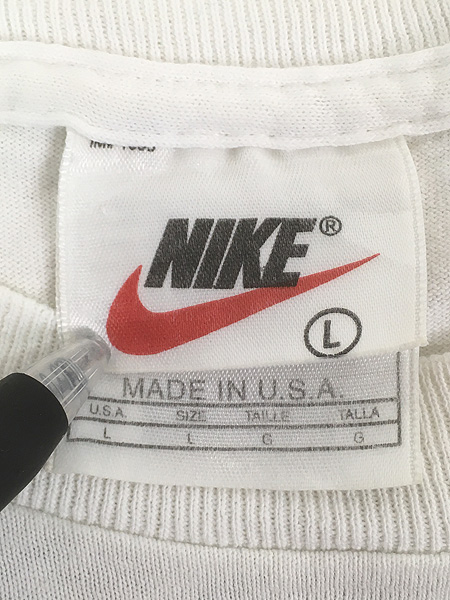 NIKE®
L
MADE IN U.S.A.
U.S.A. SIZE TAILLE TALLA
L L G G